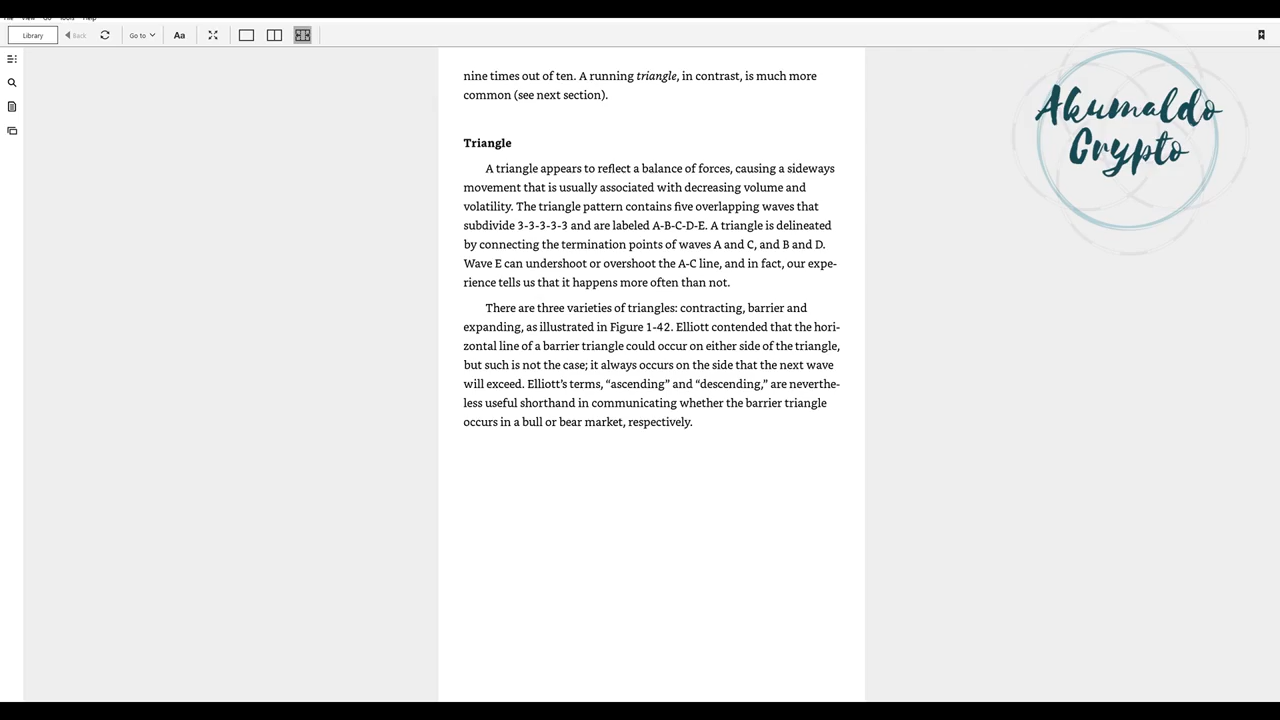 File View Go Tools Help
Library
Back
Go to
Aa
nine times out of ten. A running triangle, in contrast, is much more
common (see next section).
Triangle
A triangle appears to reflect a balance of forces, causing a sideways
movement that is usually associated with decreasing volume and
volatility. The triangle pattern contains five overlapping waves that
subdivide 3-3-3-3-3 and are labeled A-B-C-D-E. A triangle is delineated
by connecting the termination points of waves A and C, and B and D.
Wave E can undershoot or overshoot the A-C line, and in fact, our expe-
rience tells us that it happens more often than not.
There are three varieties of triangles: contracting, barrier and
expanding, as illustrated in Figure 1-42. Elliott contended that the hori-
zontal line of a barrier triangle could occur on either side of the triangle,
but such is not the case; it always occurs on the side that the next wave
will exceed. Elliott’s terms, “ascending” and “descending,” are neverthe-
less useful shorthand in communicating whether the barrier triangle
occurs in a bull or bear market, respectively.
Akumaldo
Crypto